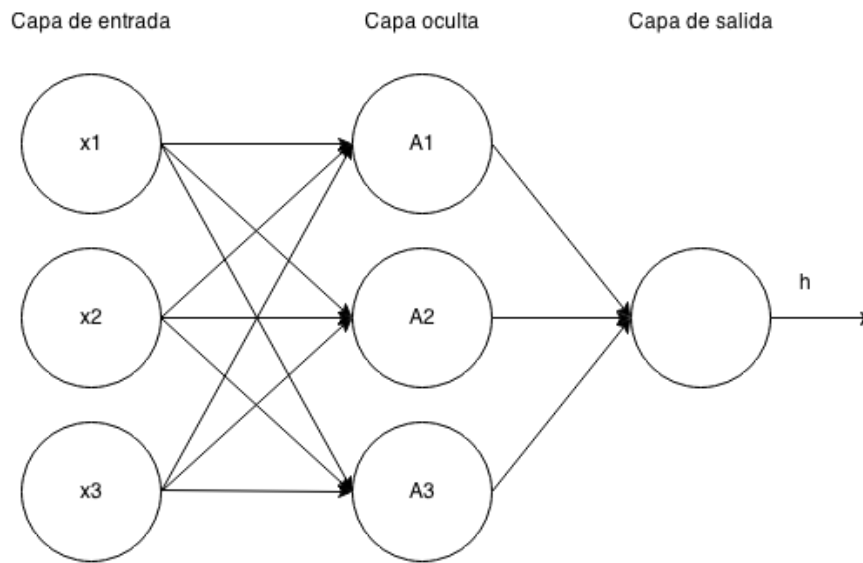 Capa de entrada
Capa oculta
Capa de salida
x1
A1
x2
A2
h
x3
A3